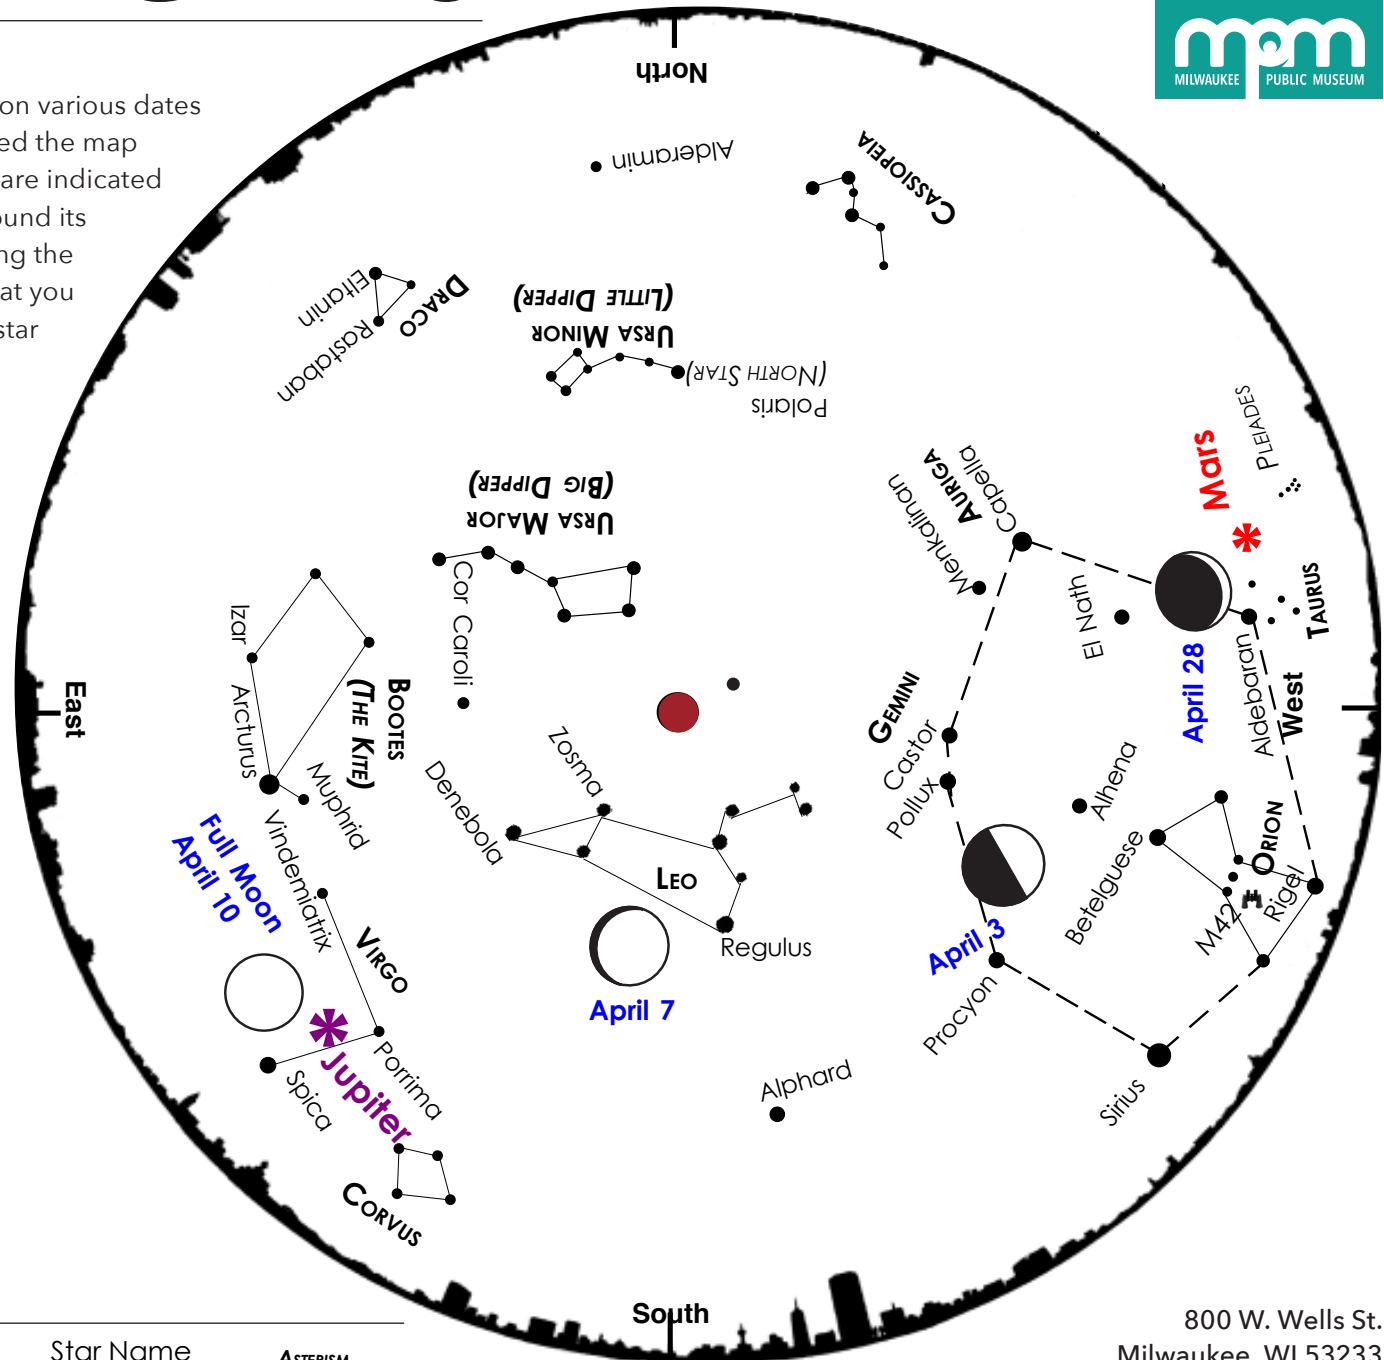 mpm
MILWAUKEE PUBLIC MUSEUM
on various dates
ed the map
are indicated
ound its
ng the
at you
star
North
Alderamin
CASSIOPEIA
Eltanin
DRACO
Rastaban
URSA MINOR
(LITTLE DIPPER)
Polaris
(NORTH STAR)
URSA MAJOR
(BIG DIPPER)
Cor Caroli
PLEIADES
Mars
Capella
AURIGA
Menkalinan
El Nath
TAURUS
April 28
Aldebaran
West
East
Izar
Arcturus
BOOTES
(THE KITE)
Muphrid
GEMINI
Castor
Pollux
Alhena
Zosma
Denebola
LEO
Regulus
April 7
ORION
Betelguese
M42
Rigel
April 3
Procyon
Sirius
Full Moon
April 10
Vindemiatrix
VIRGO
Jupiter
Porrima
Spica
Alphard
CORVUS
South
Star Name
ASTERISM
800 W. Wells St.
Milwaukee, WI 53233